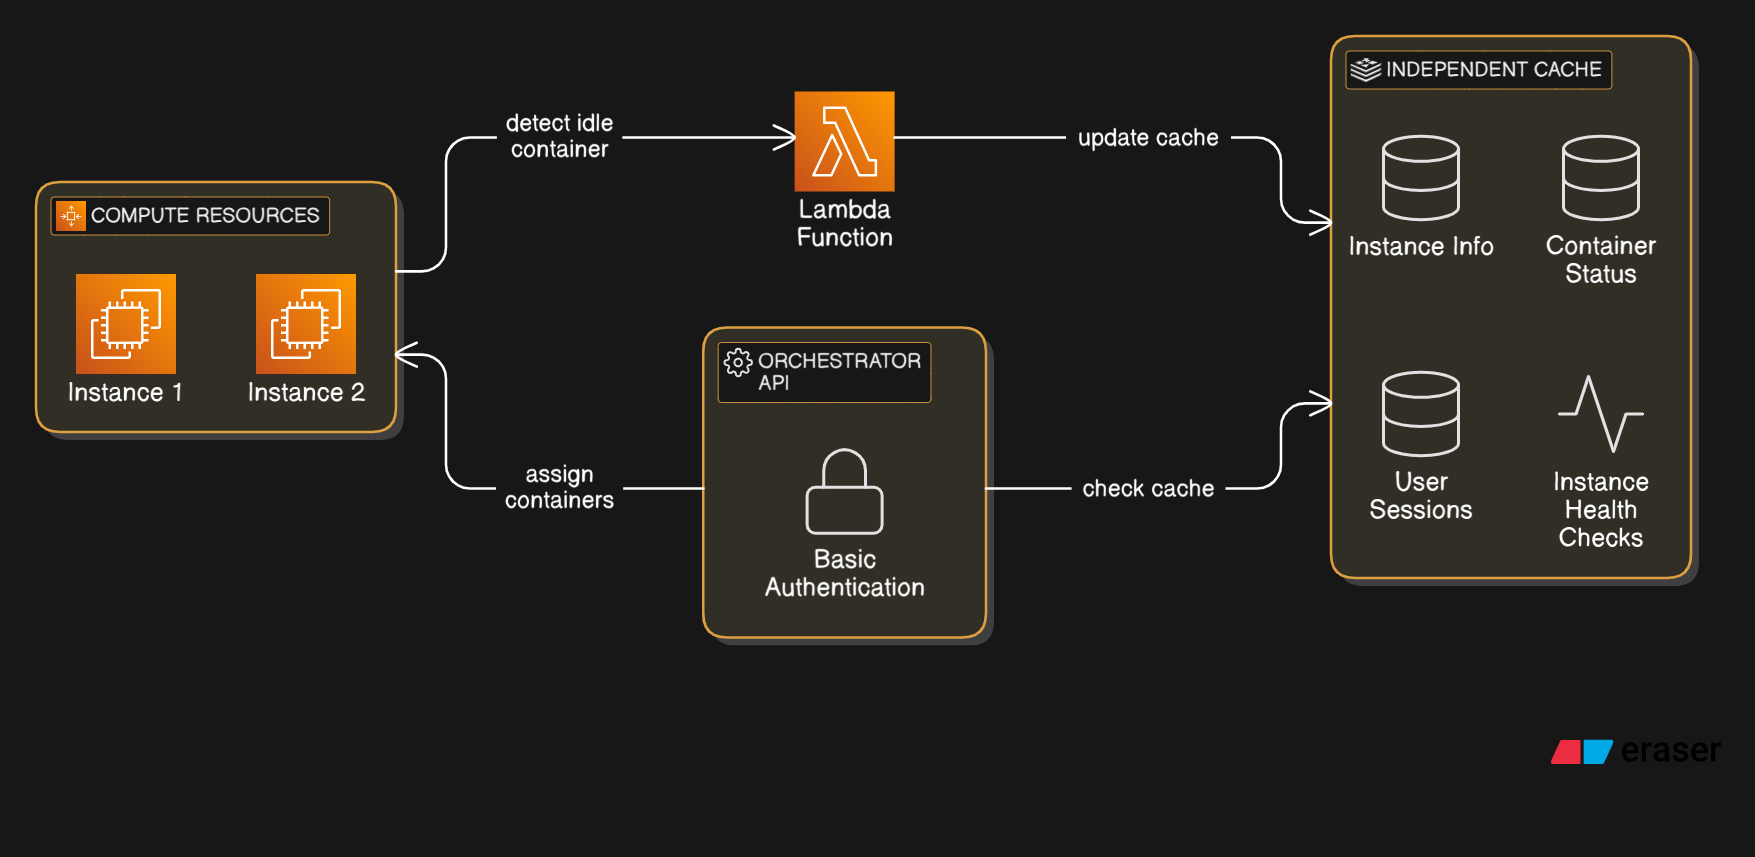 INDEPENDENT CACHE
detect idle
container
update cache
Lambda
Function
COMPUTE RESOURCES
Instance Info
Container
Status
Instance 1
Instance 2
ORCHESTRATOR
API
assign
containers
check cache
User
Sessions
Instance
Health
Checks
Basic
Authentication
eraser